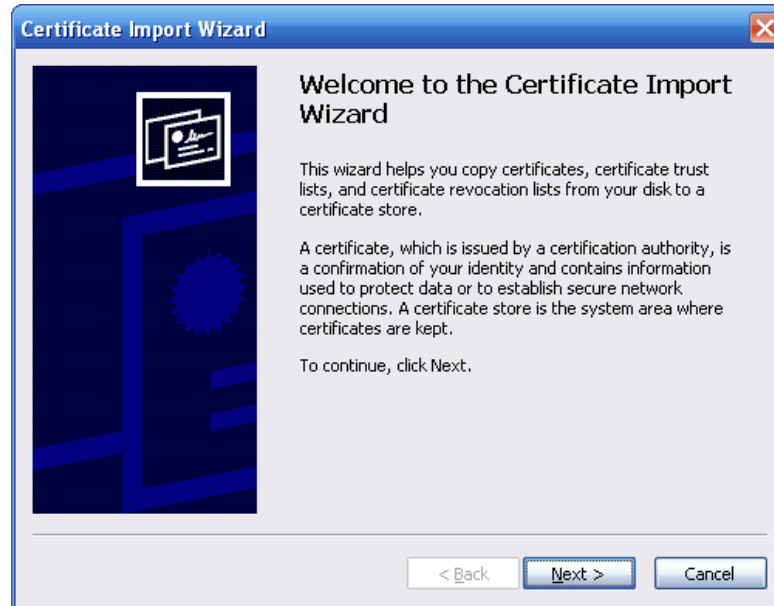 Certificate Import Wizard
Welcome to the Certificate Import
Wizard
This wizard helps you copy certificates, certificate trust
lists, and certificate revocation lists from your disk to a
certificate store.
A certificate, which is issued by a certification authority, is
a confirmation of your identity and contains information
used to protect data or to establish secure network
connections. A certificate store is the system area where
certificates are kept.
To continue, click Next.
< Back Next > Cancel